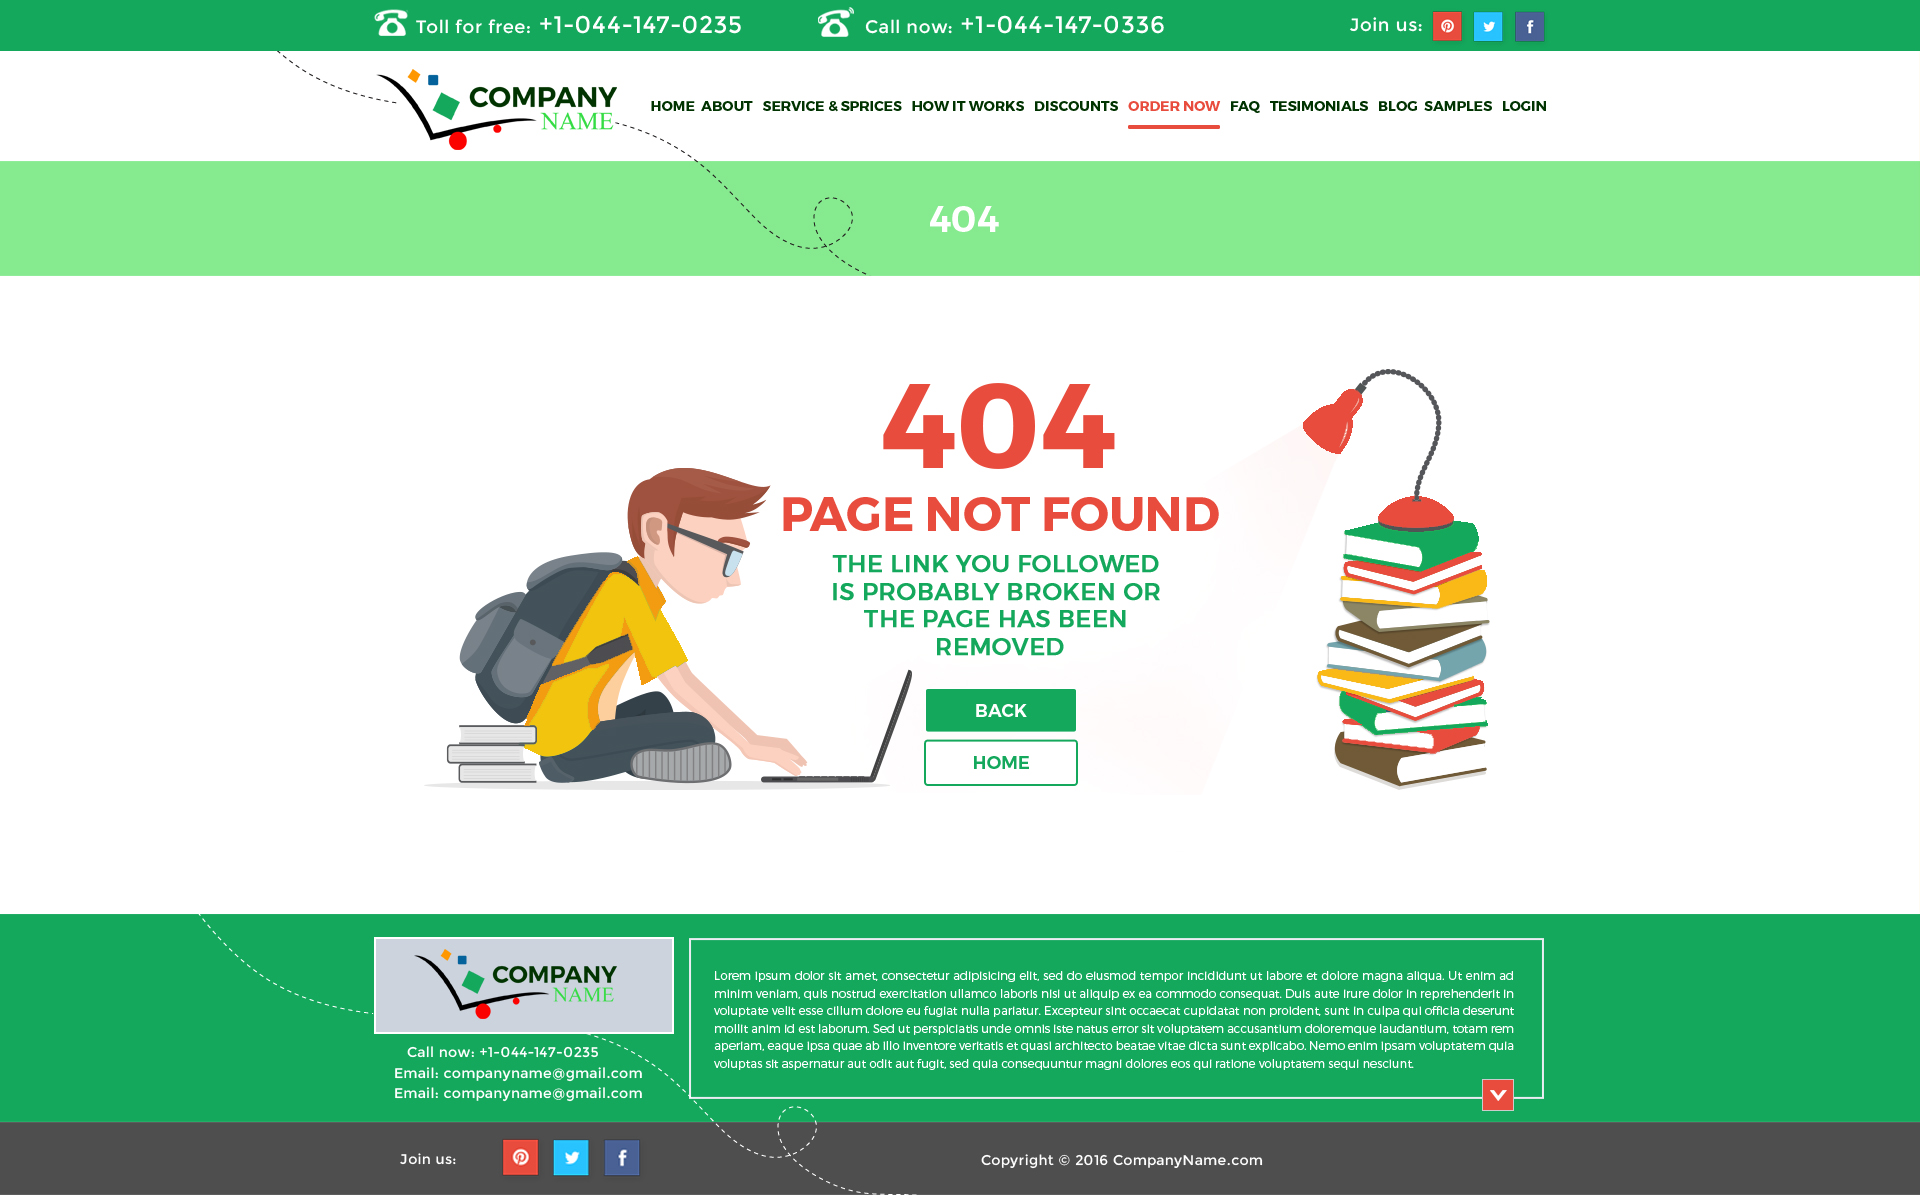 Toll for free: +1-044-147-0235
Call now: +1-044-147-0336
Join us:
COMPANY
NAME
HOME ABOUT SERVICE & SPRICES HOW IT WORKS DISCOUNTS ORDER NOW FAQ TESIMONIALS BLOG SAMPLES LOGIN
404
404
PAGE NOT FOUND
THE LINK YOU FOLLOWED
IS PROBABLY BROKEN OR
THE PAGE HAS BEEN
REMOVED
BACK
HOME
COMPANY
NAME
Call now: +1-044-147-0235
Email: companyname@gmail.com
Email: companyname@gmail.com
Lorem ipsum dolor sit amet, consectetur adipisicing elit, sed do eiusmod tempor incididunt ut labore et dolore magna aliqua. Ut enim ad
minim veniam, quis nostrud exercitation ullamco laboris nisi ut aliquip ex ea commodo consequat. Duis aute irure dolor in reprehenderit in
voluptate velit esse cillum dolore eu fugiat nulla pariatur. Excepteur sint occaecat cupidatat non proident, sunt in culpa qui officia deserunt
mollit anim id est laborum. Sed ut perspiciatis unde omnis iste natus error sit voluptatem accusantium doloremque laudantium, totam rem
aperiam, eaque ipsa quae ab illo inventore veritatis et quasi architecto beatae vitae dicta sunt explicabo. Nemo enim ipsam voluptatem quia
voluptas sit aspernatur aut odit aut fugit, sed quia consequuntur magni dolores eos qui ratione voluptatem sequi nesciunt.
Join us:
Copyright © 2016 CompanyName.com